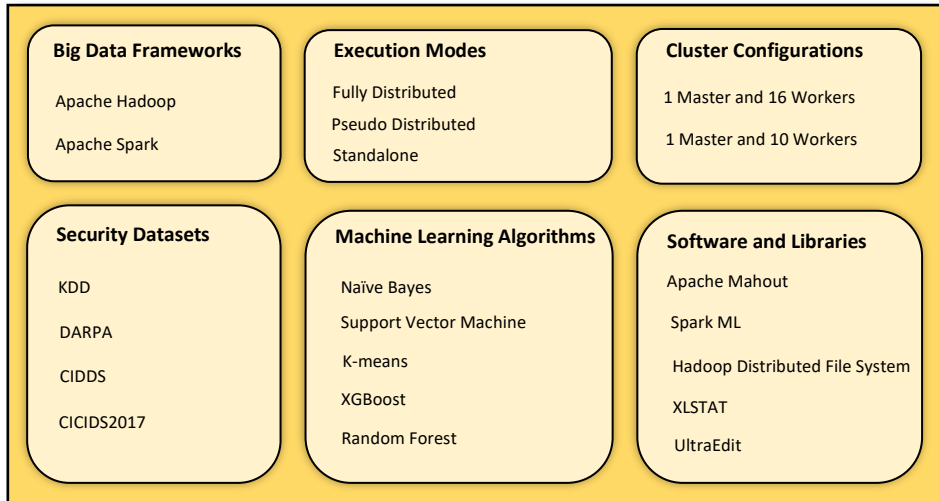 Big Data Frameworks
Apache Hadoop
Apache Spark
Execution Modes
Fully Distributed
Pseudo Distributed
Standalone
Cluster Configurations
1 Master and 16 Workers
1 Master and 10 Workers
Security Datasets
KDD
DARPA
CIDDS
CICIDS2017
Machine Learning Algorithms
Naïve Bayes
Support Vector Machine
K-means
XGBoost
Random Forest
Software and Libraries
Apache Mahout
Spark ML
Hadoop Distributed File System
XLSTAT
UltraEdit